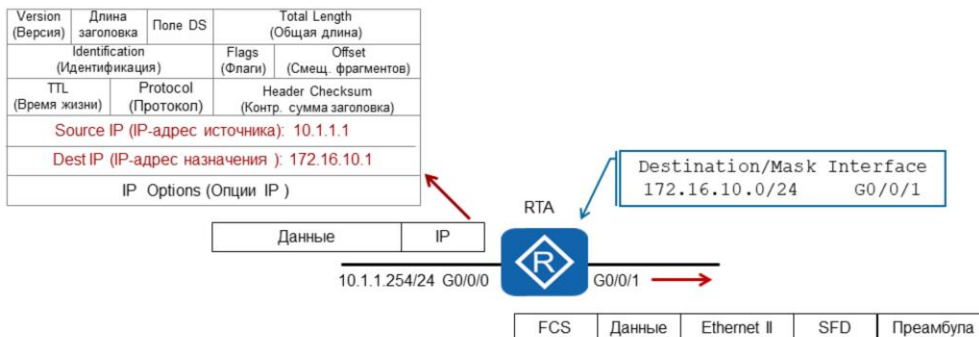 Version
(Версия)
Длина
заголовка
Поле DS
Total Length
(Общая длина)
Identification
(Идентификация)
Flags
(Флаги)
Offset
(Смещ. фрагментов)
TTL
(Время жизни)
Protocol
(Протокол)
Header Checksum
(Контр. сумма заголовка)
Source IP (IP-адрес источника): 10.1.1.1
Dest IP (IP-адрес назначения ): 172.16.10.1
IP Options (Опции IP )
Destination/Mask Interface
172.16.10.0/24 G0/0/1
RTA
Данные IP
R
10.1.1.254/24 G0/0/0 G0/0/1
FCS Данные Ethernet II SFD Преамбула